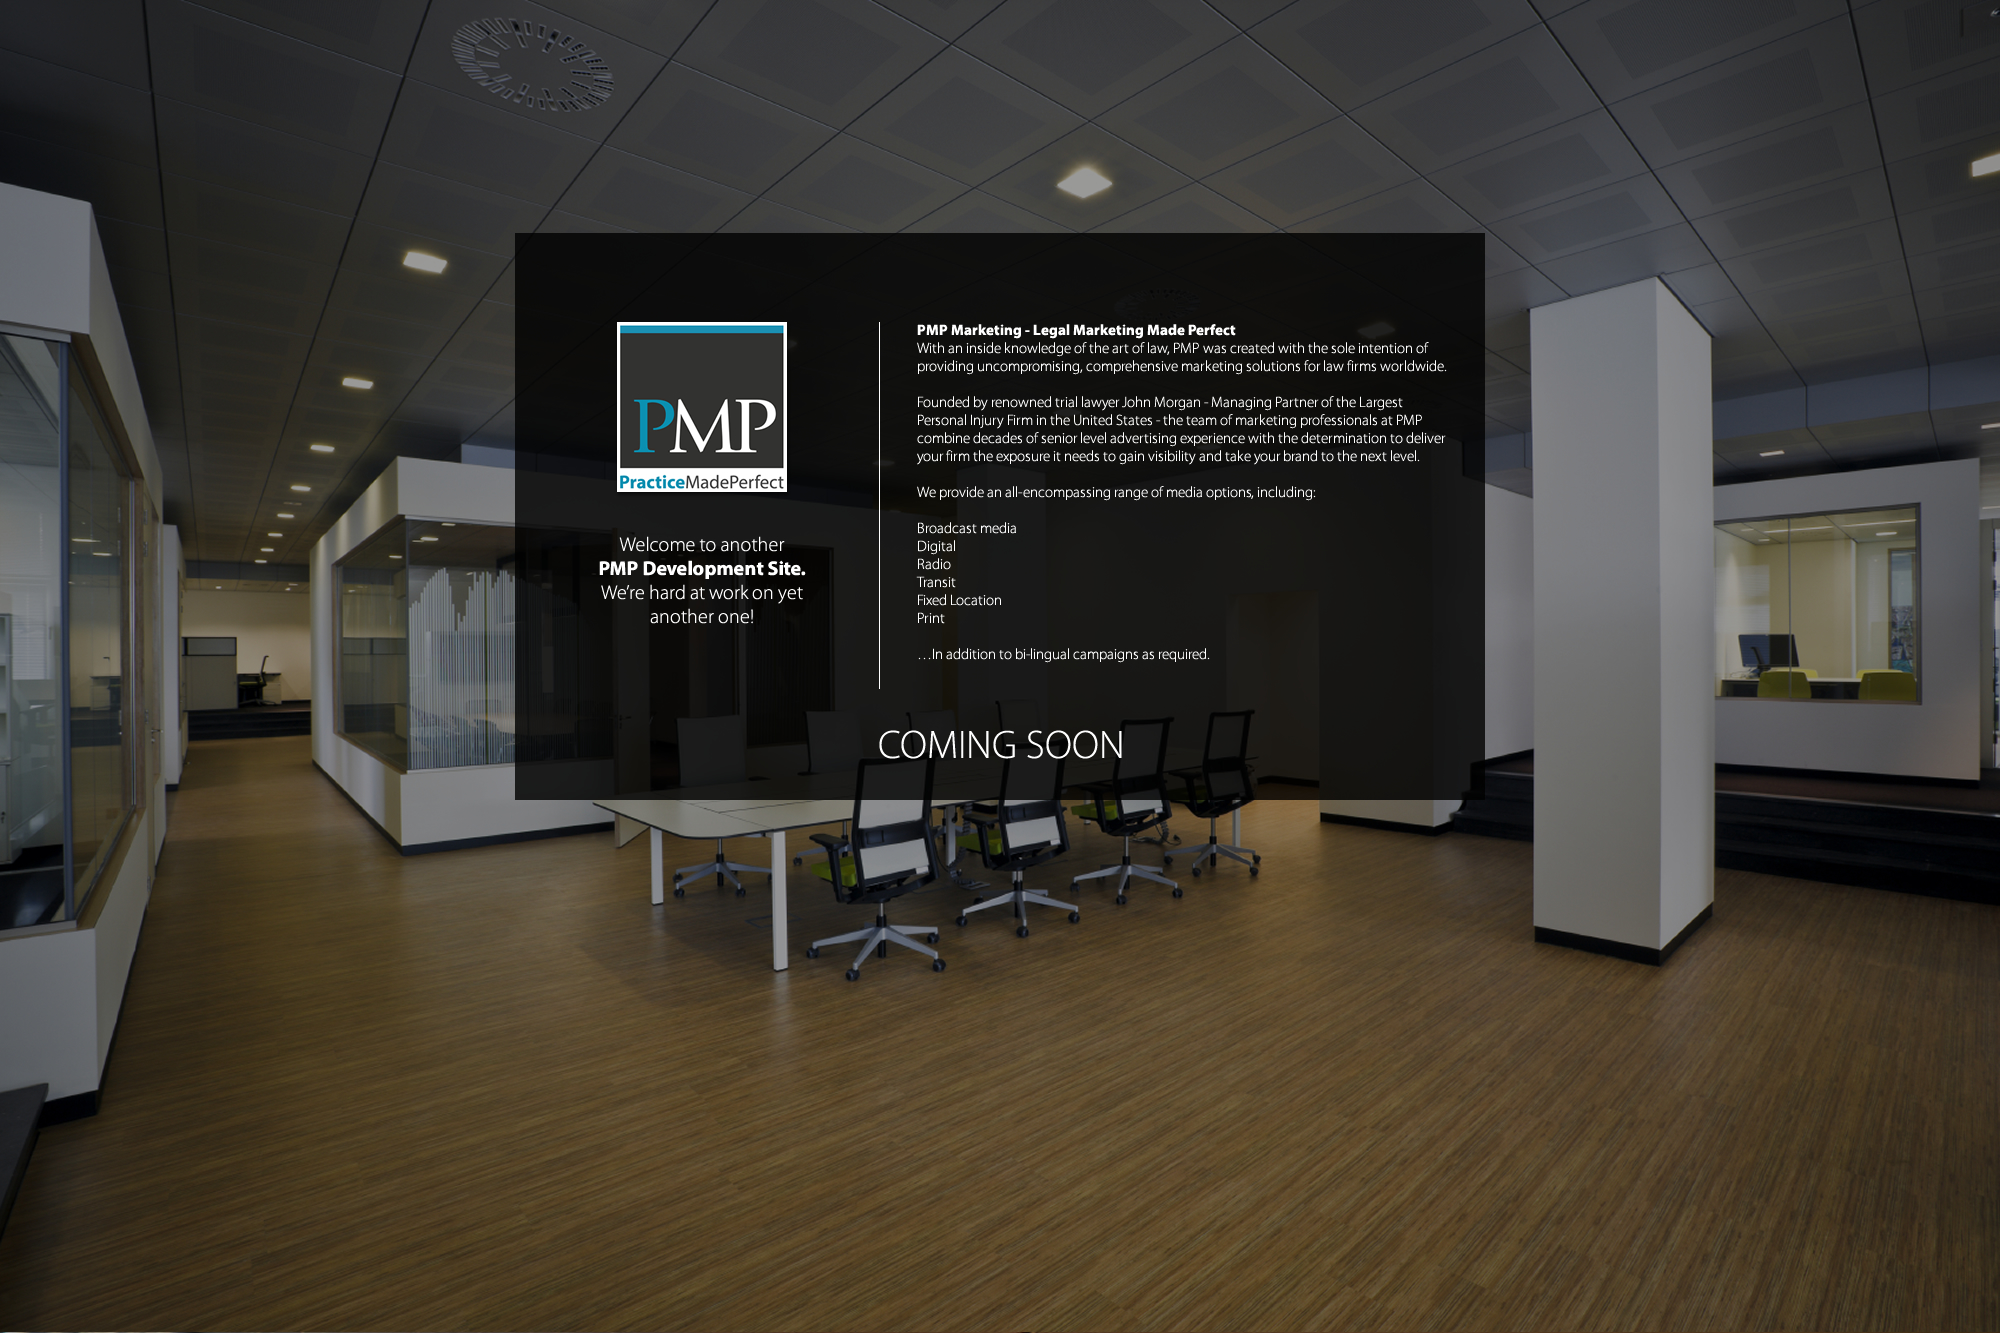 PMP
PracticeMadePerfect
Welcome to another
PMP Development Site.
We're hard at work on yet
another one!
PMP Marketing - Legal Marketing Made Perfect
With an inside knowledge of the art of law, PMP was created with the sole intention of
providing uncompromising, comprehensive marketing solutions for law firms worldwide.
Founded by renowned trial lawyer John Morgan - Managing Partner of the Largest
Personal Injury Firm in the United States - the team of marketing professionals at PMP
combine decades of senior level advertising experience with the determination to deliver
your firm the exposure it needs to gain visibility and take your brand to the next level.
We provide an all-encompassing range of media options, including:
Broadcast media
Digital
Radio
Transit
Fixed Location
Print
…In addition to bi-lingual campaigns as required.
COMING SOON